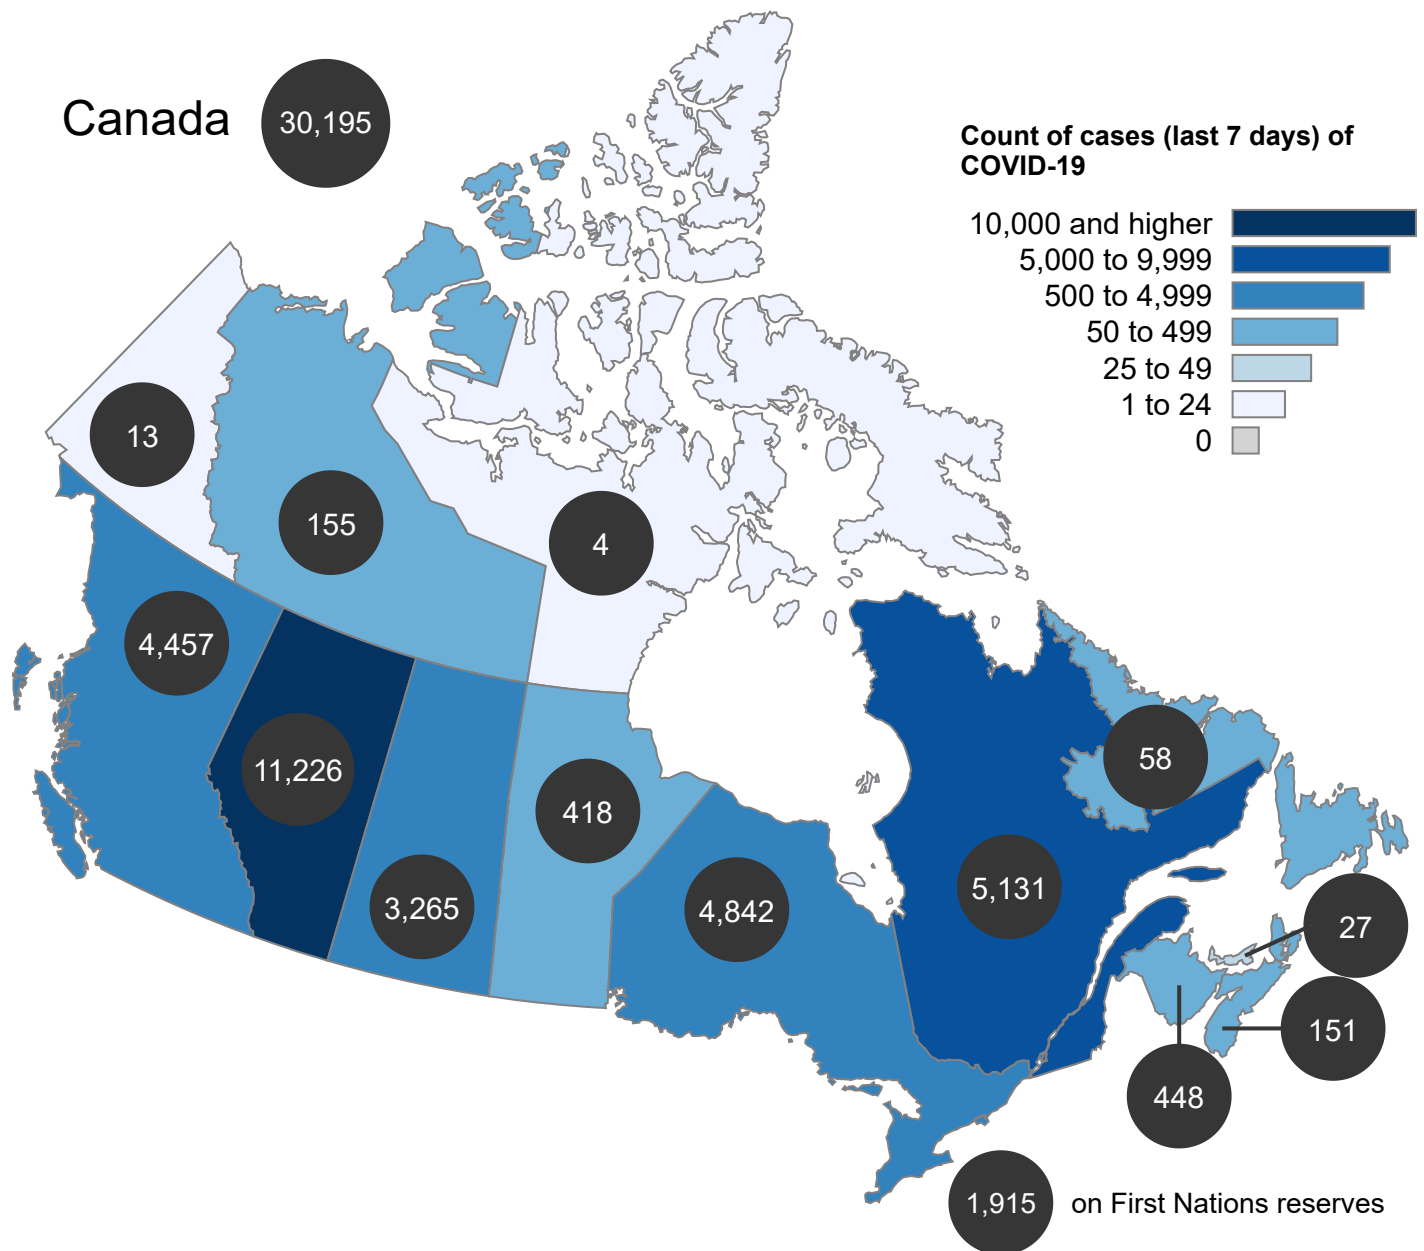 Canada
30,195
Count of cases (last 7 days) of
COVID-19
10,000 and higher
5,000 to 9,999
500 to 4,999
50 to 499
25 to 49
1 to 24
0
13
155
4
4,457
11,226
3,265
418
4,842
5,131
58
27
151
448
1,915 on First Nations reserves